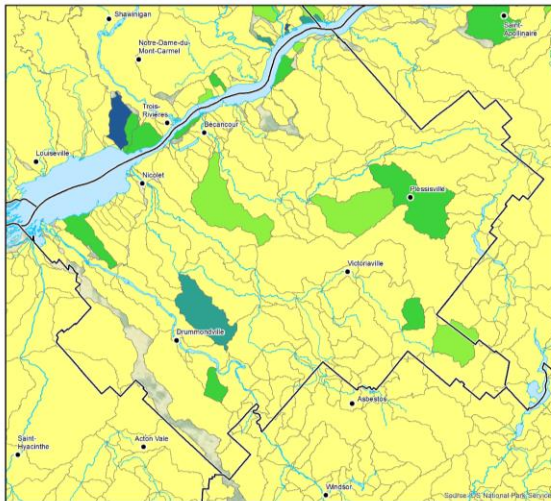 Shawinigan
Saint-
Apollinaire
Notre-Dame-du-
Mont-Carmel
Trois-
Rivières
Bécancour
Louiseville
Nicolet
Plessisville
Victoriaville
Drummondville
Asbestos
Acton Vale
Saint-
Hyacinthe
Windsor
Source: US National Park Service